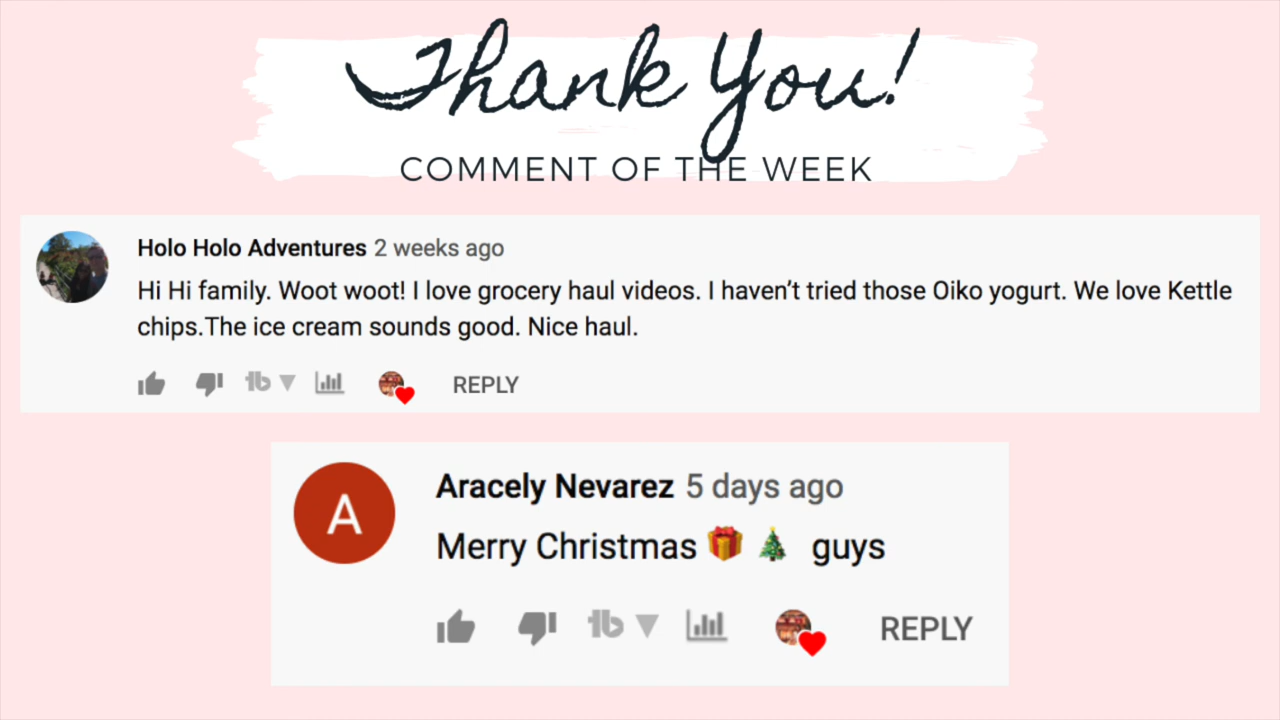 Thank You!
COMMENT OF THE WEEK
Holo Holo Adventures 2 weeks ago
Hi Hi family. Woot woot! I love grocery haul videos. I haven’t tried those Oiko yogurt. We love Kettle
chips.The ice cream sounds good. Nice haul.
tb REPLY
A
Aracely Nevarez 5 days ago
Merry Christmas 🎁 🎄 guys
tb REPLY